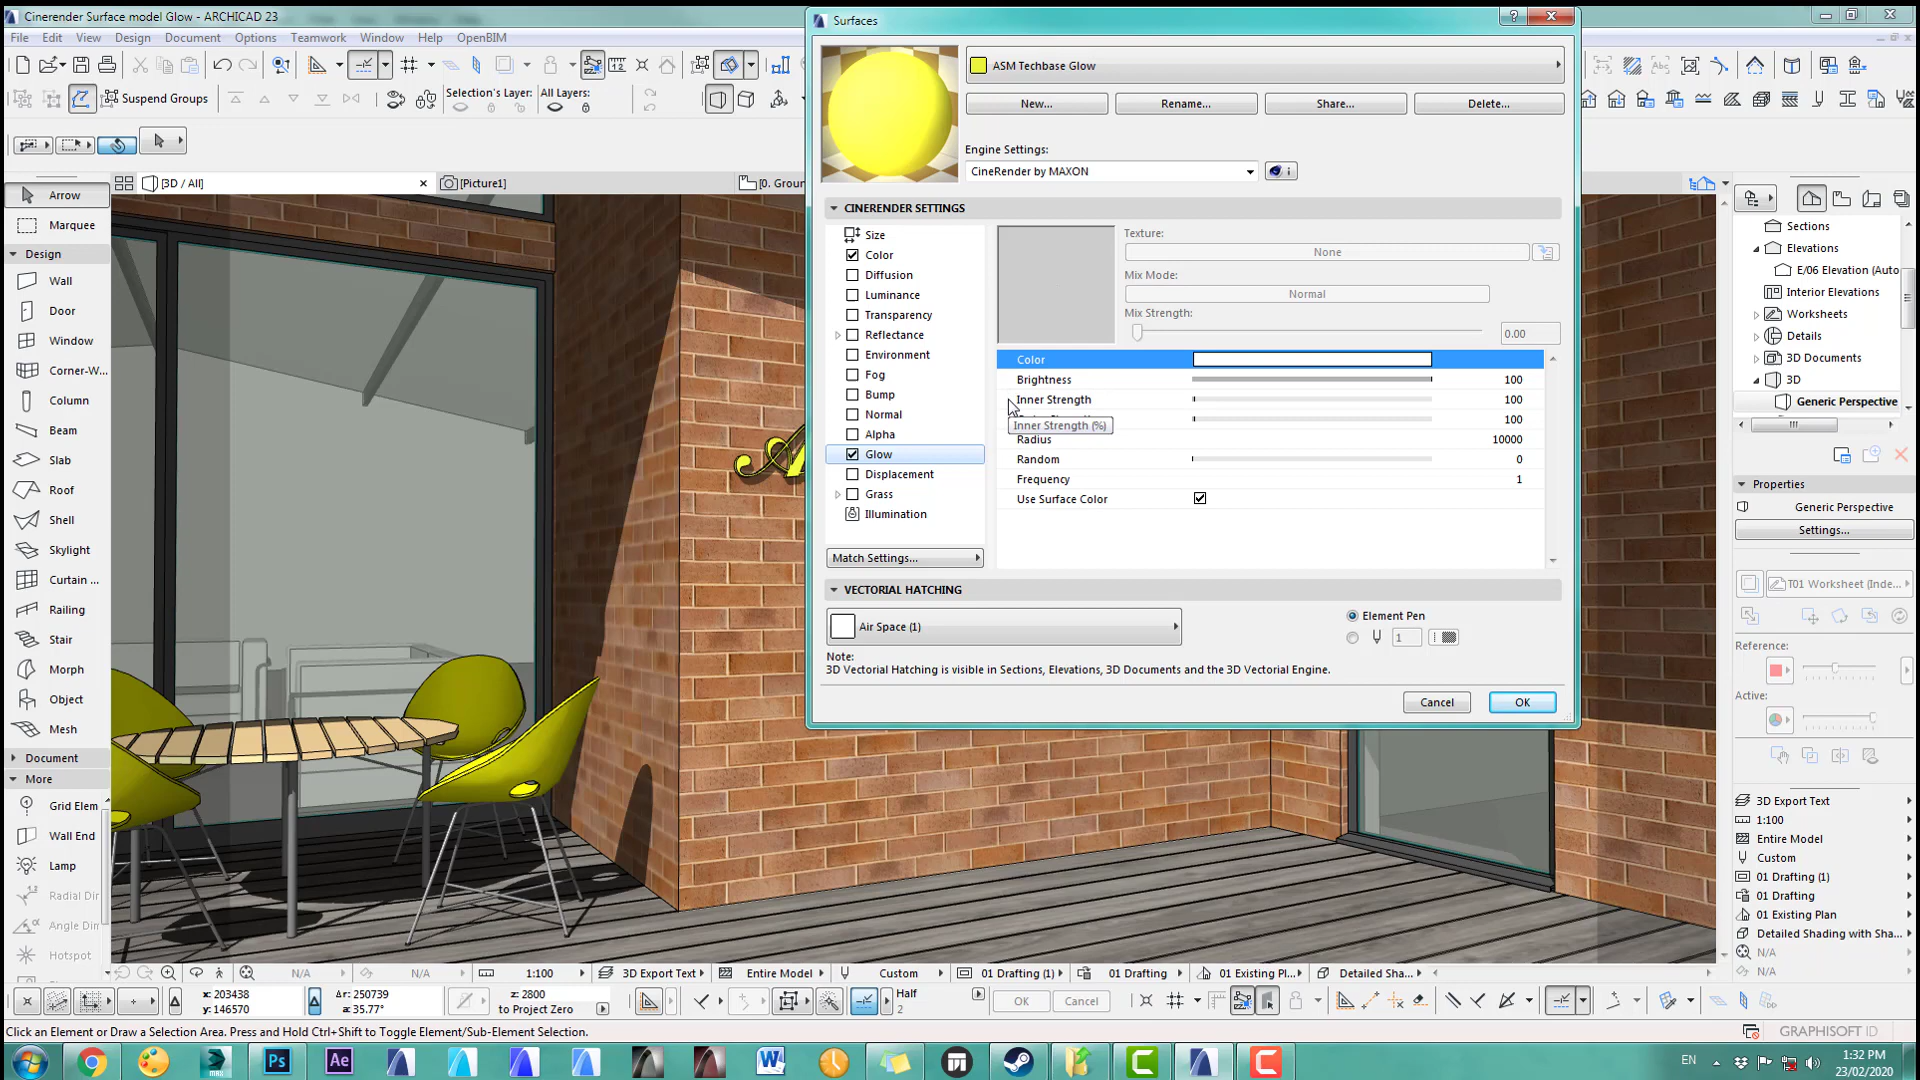 Cinerender Surface model Glow - ARCHICAD 23
File Edit View Design Document Options Teamwork Window Help OpenBIM
Suspend Groups
Selection's Layer:
All Layers:
[3D / All]
[Picture1]
[0. Groun
Arrow
Marquee
Design
Wall
Door
Window
Corner-W...
Column
Beam
Slab
Roof
Shell
Skylight
Curtain ...
Railing
Stair
Morph
Object
Mesh
Document
More
Grid Elem
Wall End
Lamp
Radial Dir
Angle Din
Hotspot
Surfaces
ASM Techbase Glow
New...
Rename...
Share...
Delete...
Engine Settings:
CineRender by MAXON
CINERENDER SETTINGS
Size
Color
Diffusion
Luminance
Transparency
Reflectance
Environment
Fog
Bump
Normal
Alpha
Glow
Displacement
Grass
Illumination
Match Settings...
Texture:
None
Mix Mode:
Normal
Mix Strength:
0.00
Color
Brightness 100
Inner Strength 100
100
Inner Strength (%)
Radius 10000
Random 0
Frequency 1
Use Surface Color
VECTORIAL HATCHING
Air Space (1)
Element Pen
1
Note:
3D Vectorial Hatching is visible in Sections, Elevations, 3D Documents and the 3D Vectorial Engine.
Cancel
OK
Sections
Elevations
E/06 Elevation (Auto
Interior Elevations
Worksheets
Details
3D Documents
3D
Generic Perspective
Properties
Generic Perspective
Settings...
T01 Worksheet (Inde...
Reference:
Active:
3D Export Text
1:100
Entire Model
Custom
01 Drafting (1)
01 Drafting
01 Existing Plan
Detailed Shading with Sha...
N/A
N/A
N/A N/A 1:100 3D Export Text Entire Model Custom 01 Drafting (1) 01 Drafting 01 Existing Pl... Detailed Sha...
x: 203438
y: 146570
Δr: 250739
a: 35.77°
z: 2800
to Project Zero
Half
2
OK
Cancel
Click an Element or Draw a Selection Area. Press and Hold Ctrl+Shift to Toggle Element/Sub-Element Selection.
GRAPHISOFT ID
EN
1:32 PM
23/02/2020